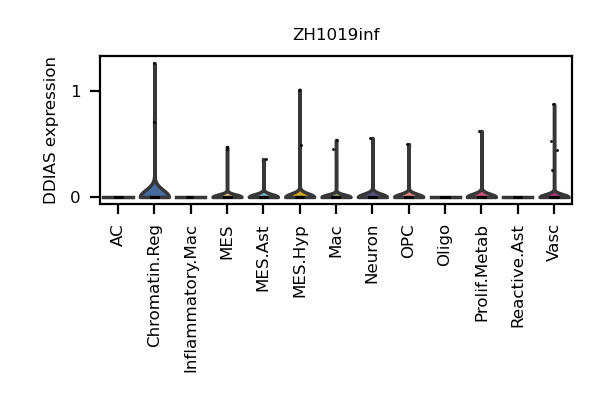 ZH1019inf
DDIAS expression
1
0
AC
Chromatin.Reg
Inflammatory.Mac
MES
MES.Ast
MES.Hyp
Mac
Neuron
OPC
Oligo
Prolif.Metab
Reactive.Ast
Vasc